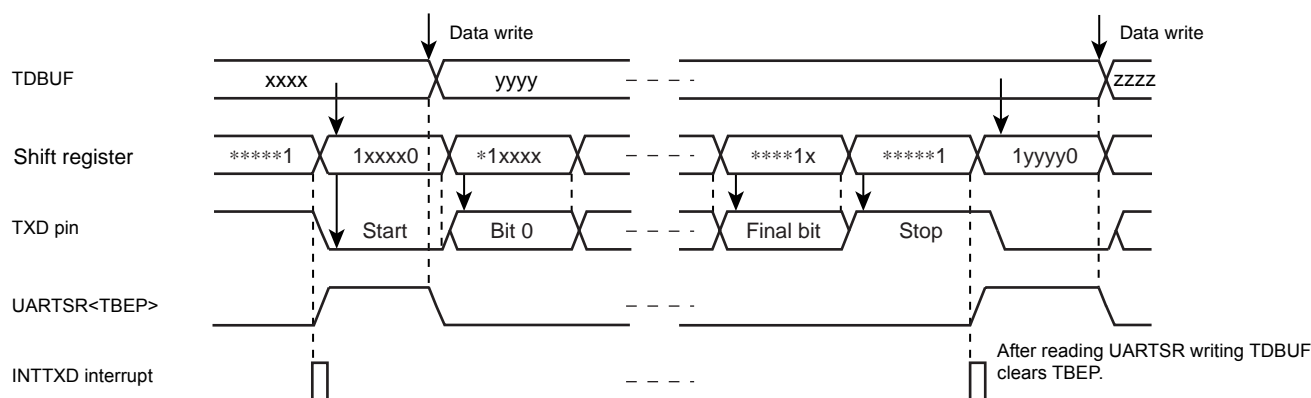 Data write Data write
TDBUF xxxx yyyy zzzz
Shift register *****1 1xxxx0 *1xxxx ****1x *****1 1yyyy0
TXD pin Start Bit 0 Final bit Stop
UARTSR<TBEP>
INTTXD interrupt
After reading UARTSR writing TDBUF
clears TBEP.